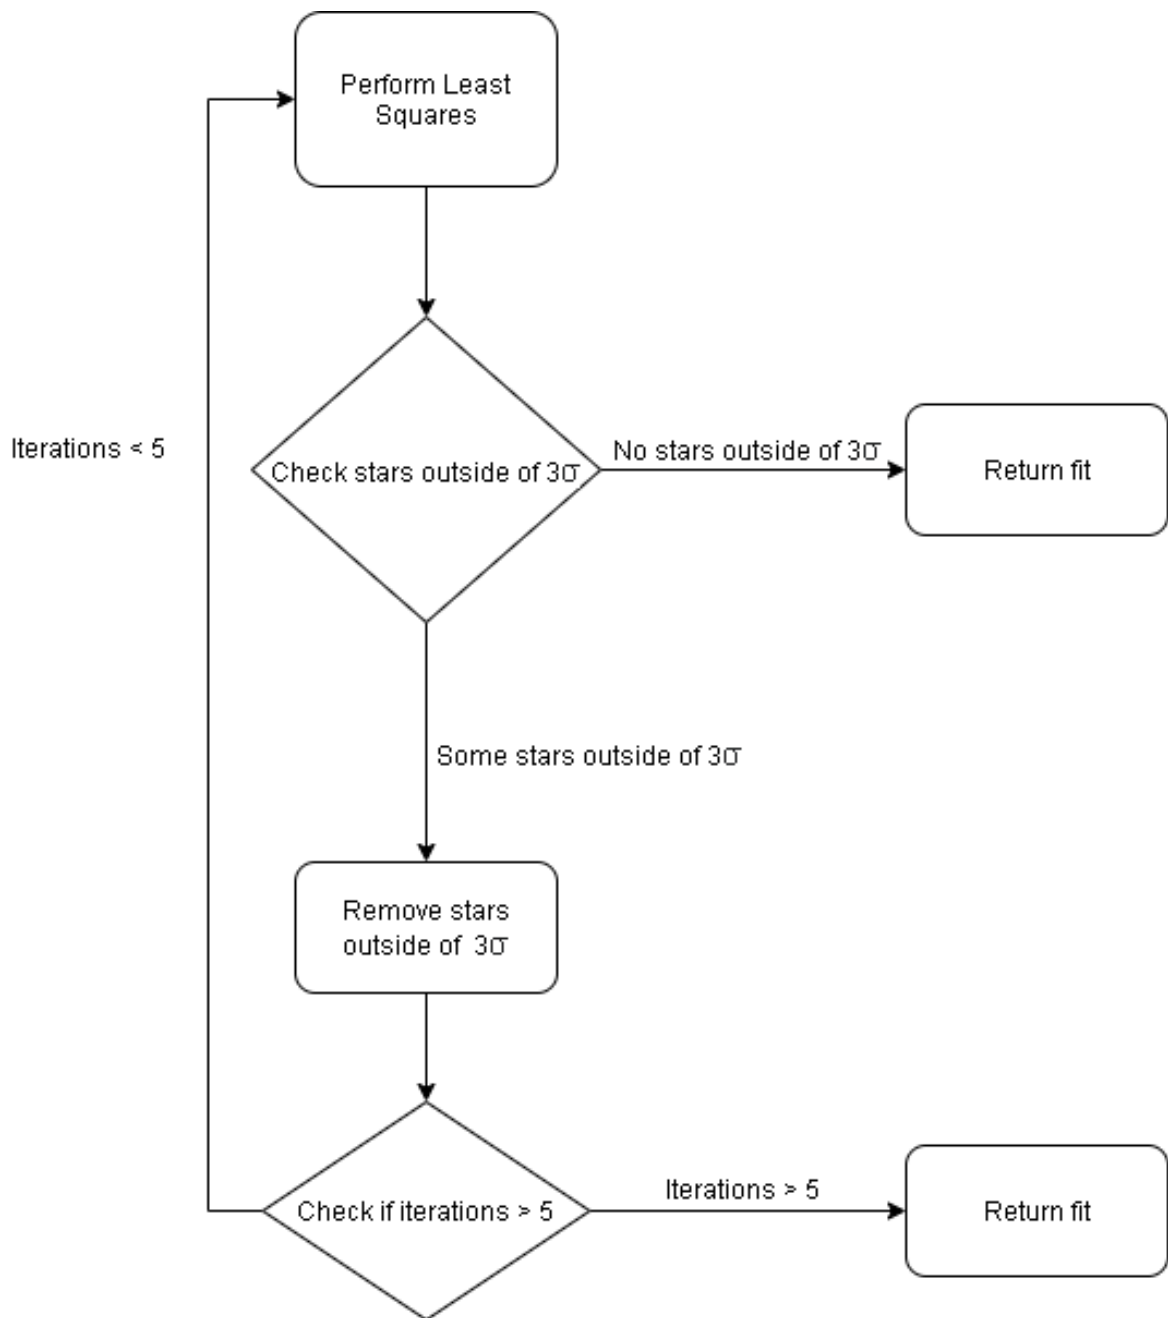 Perform Least
Squares
Iterations < 5
Check stars outside of 3σ
No stars outside of 3σ
Return fit
Some stars outside of 3σ
Remove stars
outside of 3σ
Check if iterations > 5
Iterations > 5
Return fit